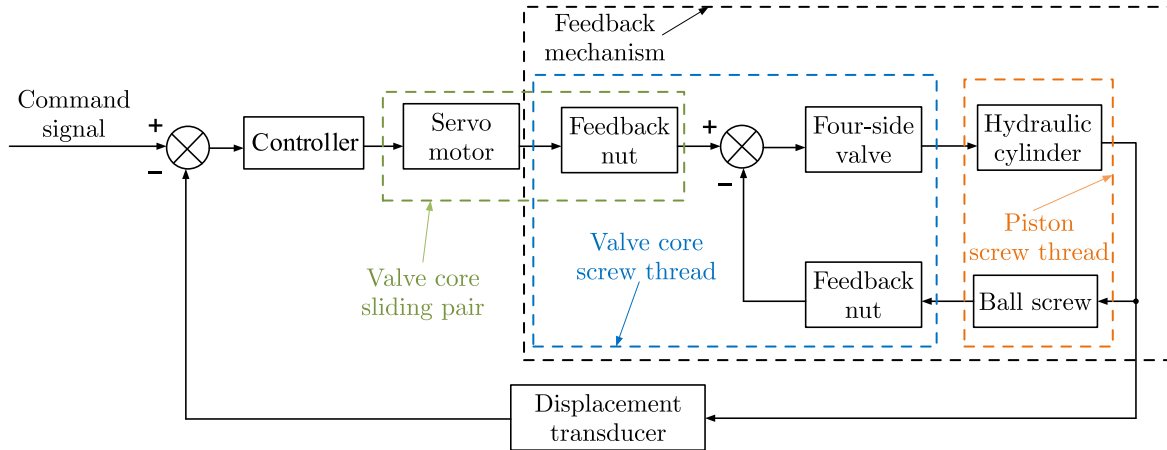 Feedback
mechanism
Command
signal
+
−
Controller
Servo
motor
Feedback
nut
+
−
Four-side
valve
Hydraulic
cylinder
Valve core
sliding pair
Valve core
screw thread
Piston
screw thread
Feedback
nut
Ball screw
Displacement
transducer